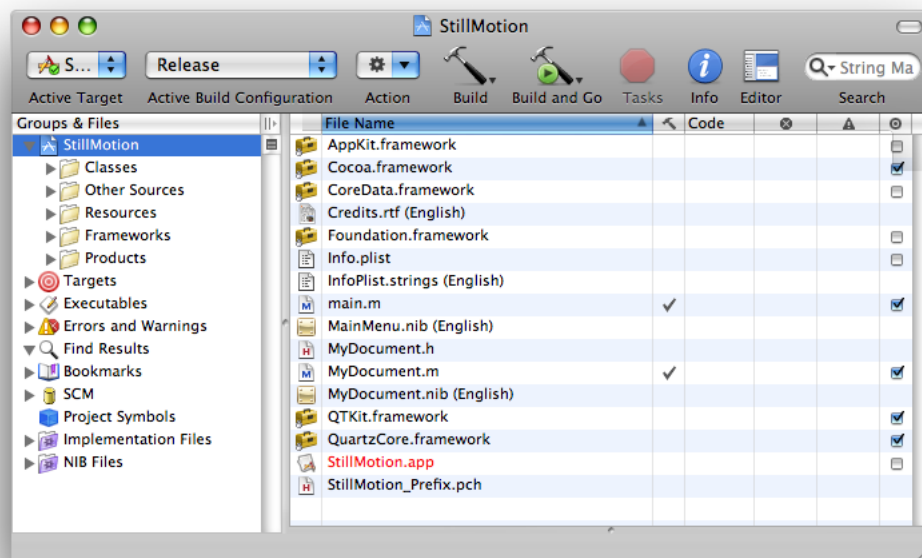 StillMotion
S... Release String Ma
Active Target Active Build Configuration Action Build Build and Go Tasks Info Editor Search
Groups & Files File Name Code
StillMotion AppKit.framework
Classes Cocoa.framework
Other Sources CoreData.framework
Resources Credits.rtf (English)
Frameworks Foundation.framework
Products Info.plist
Targets InfoPlist.strings (English)
Executables main.m
Errors and Warnings MainMenu.nib (English)
Find Results MyDocument.h
Bookmarks MyDocument.m
SCM MyDocument.nib (English)
Project Symbols QTKit.framework
Implementation Files QuartzCore.framework
NIB Files StillMotion.app
StillMotion_Prefix.pch